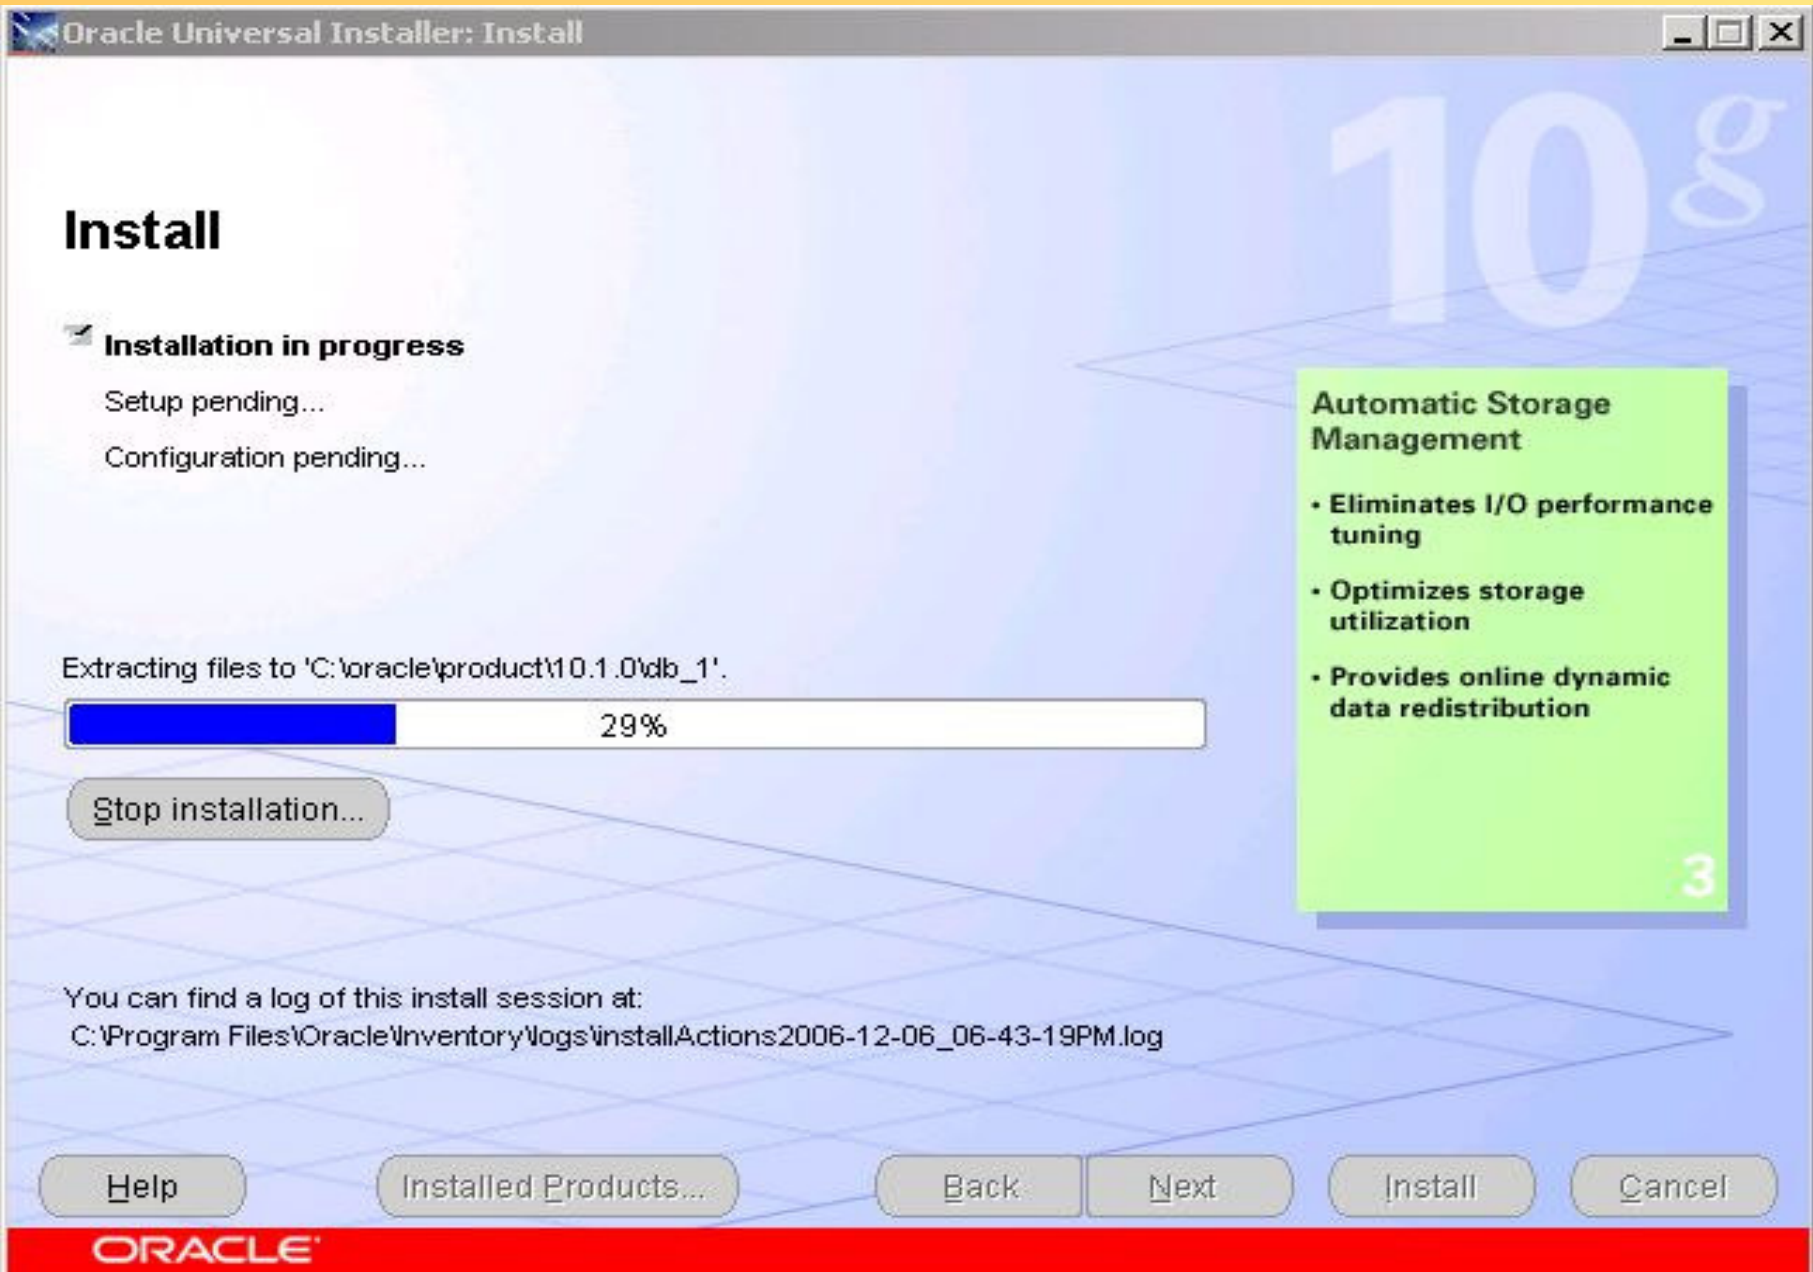 Oracle Universal Installer: Install
10g
Install
Installation in progress
Setup pending...
Configuration pending...
Automatic Storage
Management
• Eliminates I/O performance
tuning
• Optimizes storage
utilization
• Provides online dynamic
data redistribution
3
Extracting files to 'C:\oracle\product\10.1.0\db_1'.
29%
Stop installation...
You can find a log of this install session at:
C:\Program Files\Oracle\Inventory\logs\installActions2006-12-06_06-43-19PM.log
Help
Installed Products...
Back
Next
Install
Cancel
ORACLE